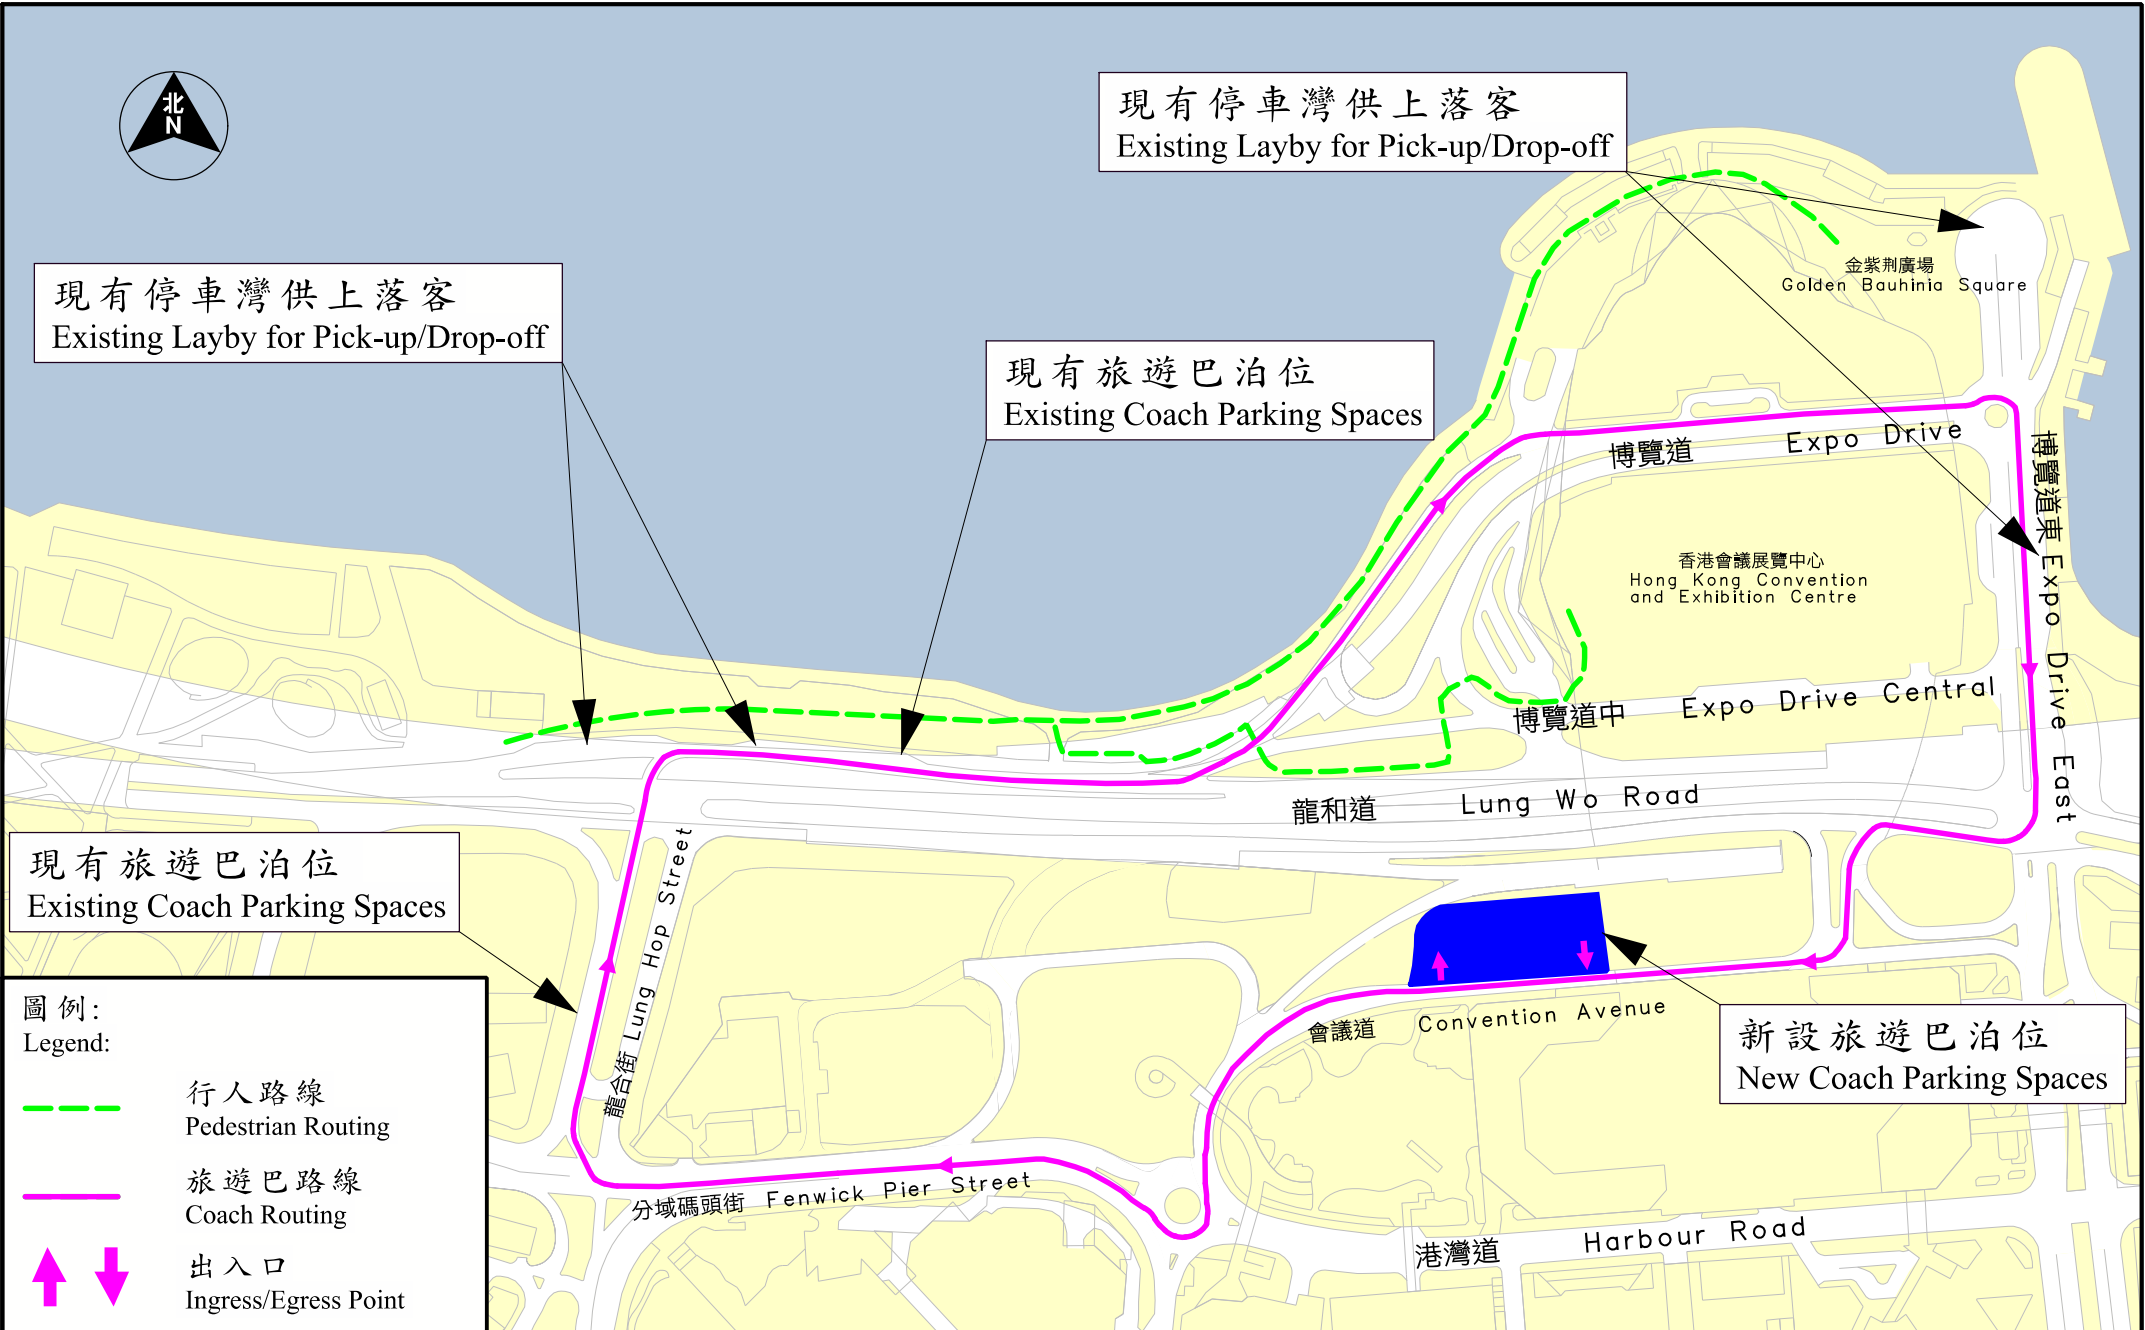 北
N
現有停車灣供上落客
Existing Layby for Pick-up/Drop-off
現有停車灣供上落客
Existing Layby for Pick-up/Drop-off
現有旅遊巴泊位
Existing Coach Parking Spaces
金紫荆廣場
Golden Bauhinia Square
博覽道 Expo Drive
博覽道東 Expo Drive East
香港會議展覽中心
Hong Kong Convention
and Exhibition Centre
博覽道中 Expo Drive Central
龍和道 Lung Wo Road
現有旅遊巴泊位
Existing Coach Parking Spaces
龍合街 Lung Hop Street
會議道 Convention Avenue
新設旅遊巴泊位
New Coach Parking Spaces
分域碼頭街 Fenwick Pier Street
港灣道 Harbour Road
圖例:
Legend:
行人路線
Pedestrian Routing
旅遊巴路線
Coach Routing
出入口
Ingress/Egress Point